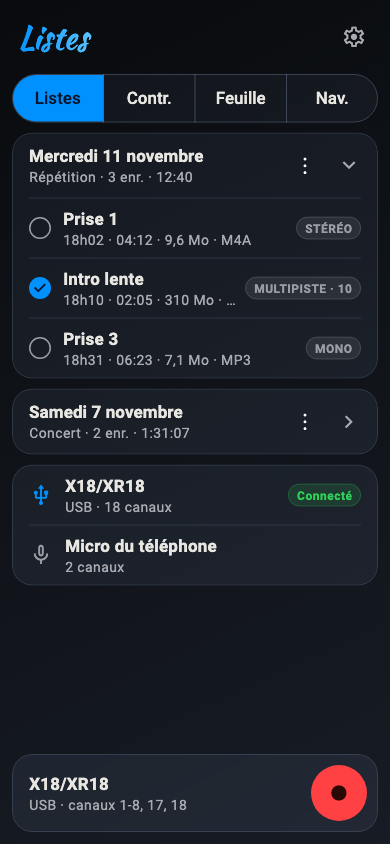 Listes
Listes
Contr.
Feuille
Nav.
Mercredi 11 novembre
Répétition · 3 enr. · 12:40
Prise 1
18h02 · 04:12 · 9,6 Mo · M4A
STÉRÉO
Intro lente
18h10 · 02:05 · 310 Mo · …
MULTIPISTE · 10
Prise 3
18h31 · 06:23 · 7,1 Mo · MP3
MONO
Samedi 7 novembre
Concert · 2 enr. · 1:31:07
X18/XR18
USB · 18 canaux
Connecté
Micro du téléphone
2 canaux
X18/XR18
USB · canaux 1-8, 17, 18